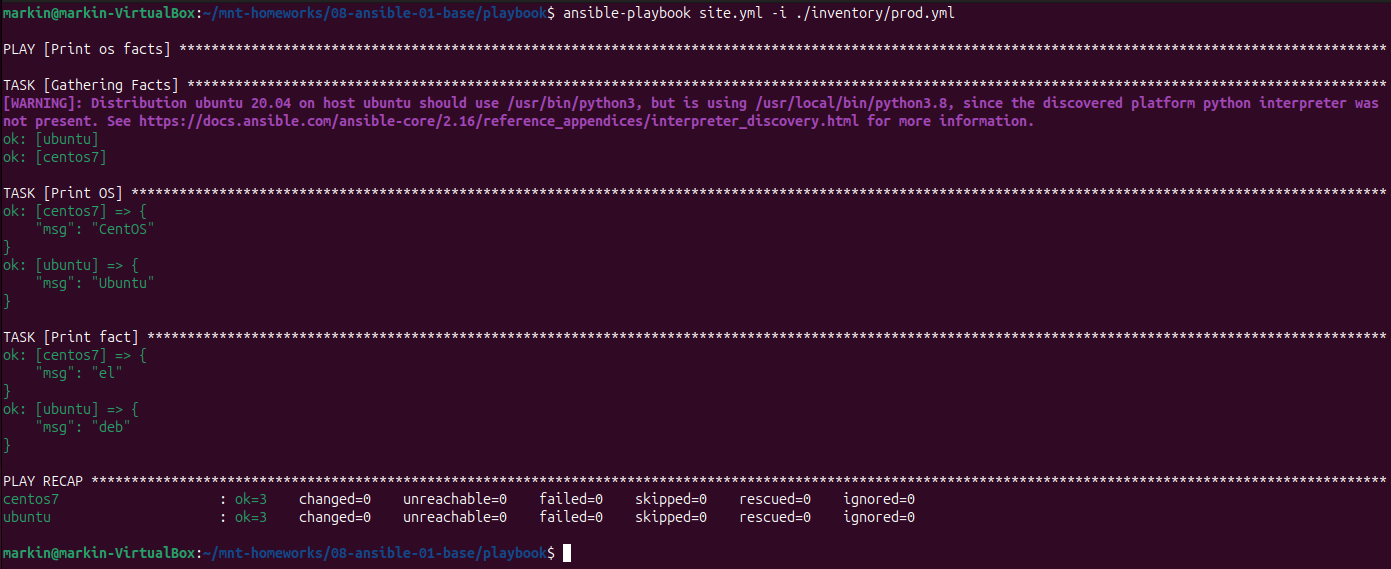 markin@markin-VirtualBox:~/mnt-homeworks/08-ansible-01-base/playbook$ ansible-playbook site.yml -i ./inventory/prod.yml
PLAY [Print os facts] ****************************************************************************************************************************************************
TASK [Gathering Facts] ***************************************************************************************************************************************************
[WARNING]: Distribution ubuntu 20.04 on host ubuntu should use /usr/bin/python3, but is using /usr/local/bin/python3.8, since the discovered platform python interpreter was
not present. See https://docs.ansible.com/ansible-core/2.16/reference_appendices/interpreter_discovery.html for more information.
ok: [ubuntu]
ok: [centos7]
TASK [Print OS] **********************************************************************************************************************************************************
ok: [centos7] => {
    "msg": "CentOS"
}
ok: [ubuntu] => {
    "msg": "Ubuntu"
}
TASK [Print fact] ********************************************************************************************************************************************************
ok: [centos7] => {
    "msg": "el"
}
ok: [ubuntu] => {
    "msg": "deb"
}
PLAY RECAP ***************************************************************************************************************************************************************
centos7                    : ok=3    changed=0    unreachable=0    failed=0    skipped=0    rescued=0    ignored=0
ubuntu                     : ok=3    changed=0    unreachable=0    failed=0    skipped=0    rescued=0    ignored=0
markin@markin-VirtualBox:~/mnt-homeworks/08-ansible-01-base/playbook$